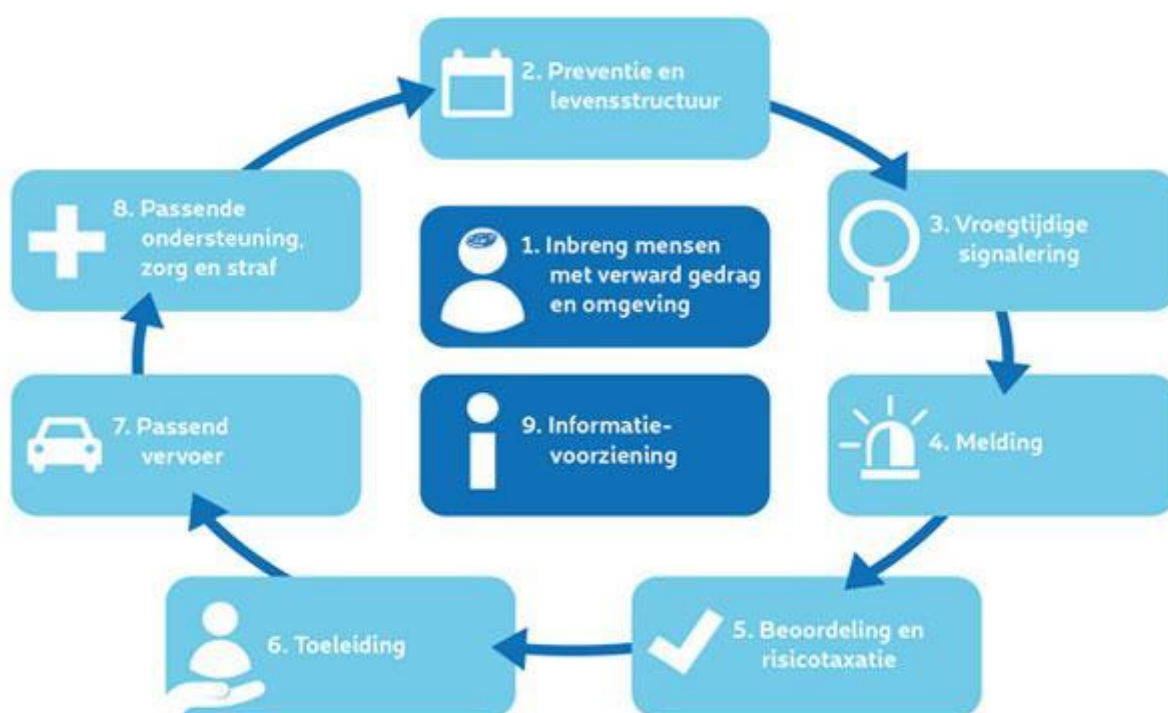 2. Preventie en
levensstructuur
8. Passende
ondersteuning,
zorg en straf
1. Inbreng mensen
met verward gedrag
en omgeving
3. Vroegtijdige
signalering
7. Passend
vervoer
9. Informatie-
voorziening
4. Melding
6. Toeleiding
5. Beoordeling en
risicotaxatie